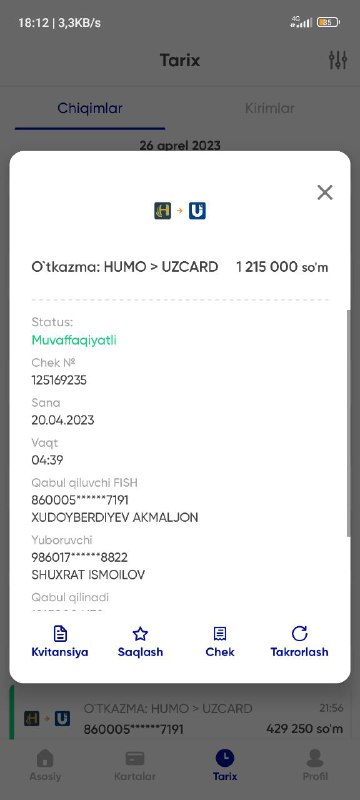 18:12 | 3,3KB/s
4G
85
Tarix
Chiqimlar
Kirimlar
26 aprel 2023
H U
O`tkazma: HUMO > UZCARD 1 215 000 so'm
Status:
Muvaffaqiyatli
Chek №
125169235
Sana
20.04.2023
Vaqt
04:39
Qabul qiluvchi FISH
860005******7191
XUDOYBERDIYEV AKMALJON
Yuboruvchi
986017******8822
SHUXRAT ISMOILOV
Qabul qilinadi
Kvitansiya
Saqlash
Chek
Takrorlash
O'TKAZMA: HUMO > UZCARD 21:56
H U
860005******7191 429 250 so'm
Asosiy
Kartalar
Tarix
Profil